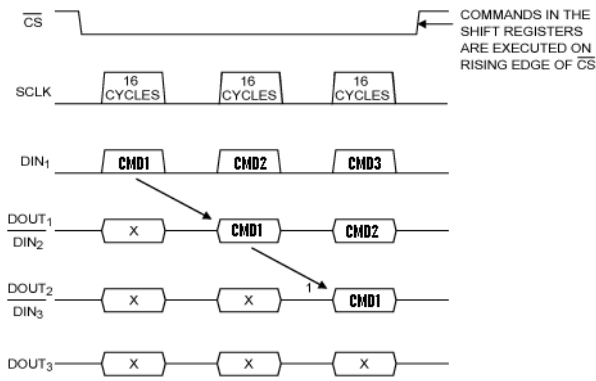 CS
COMMANDS IN THE
SHIFT REGISTERS
ARE EXECUTED ON
RISING EDGE OF CS
SCLK
16
CYCLES
16
CYCLES
16
CYCLES
DIN1
CMD1
CMD2
CMD3
DOUT1
DIN2
X
CMD1
CMD2
DOUT2
DIN3
X
X
1
CMD1
DOUT3
X
X
X